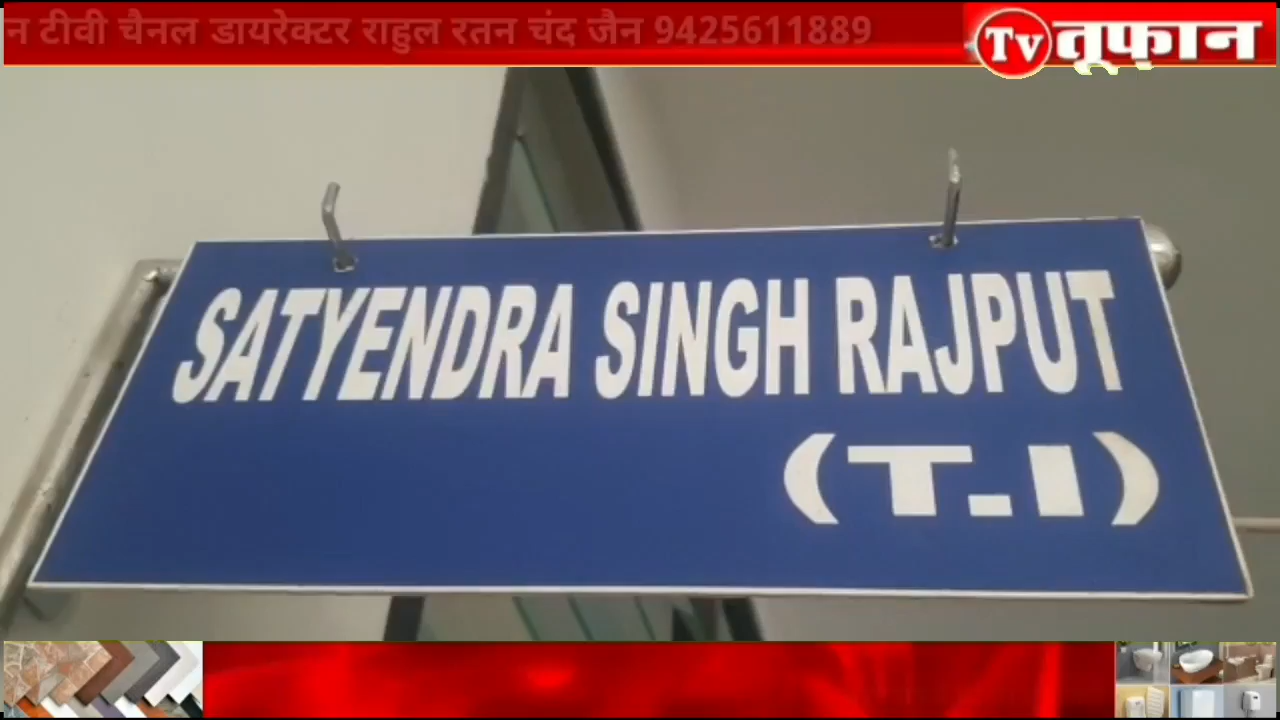 न टीवी चैनल डायरेक्टर राहुल रतन चंद जैन 9425611889
Tv तूफ़ान
SATYENDRA SINGH RAJPUT
(T.I)